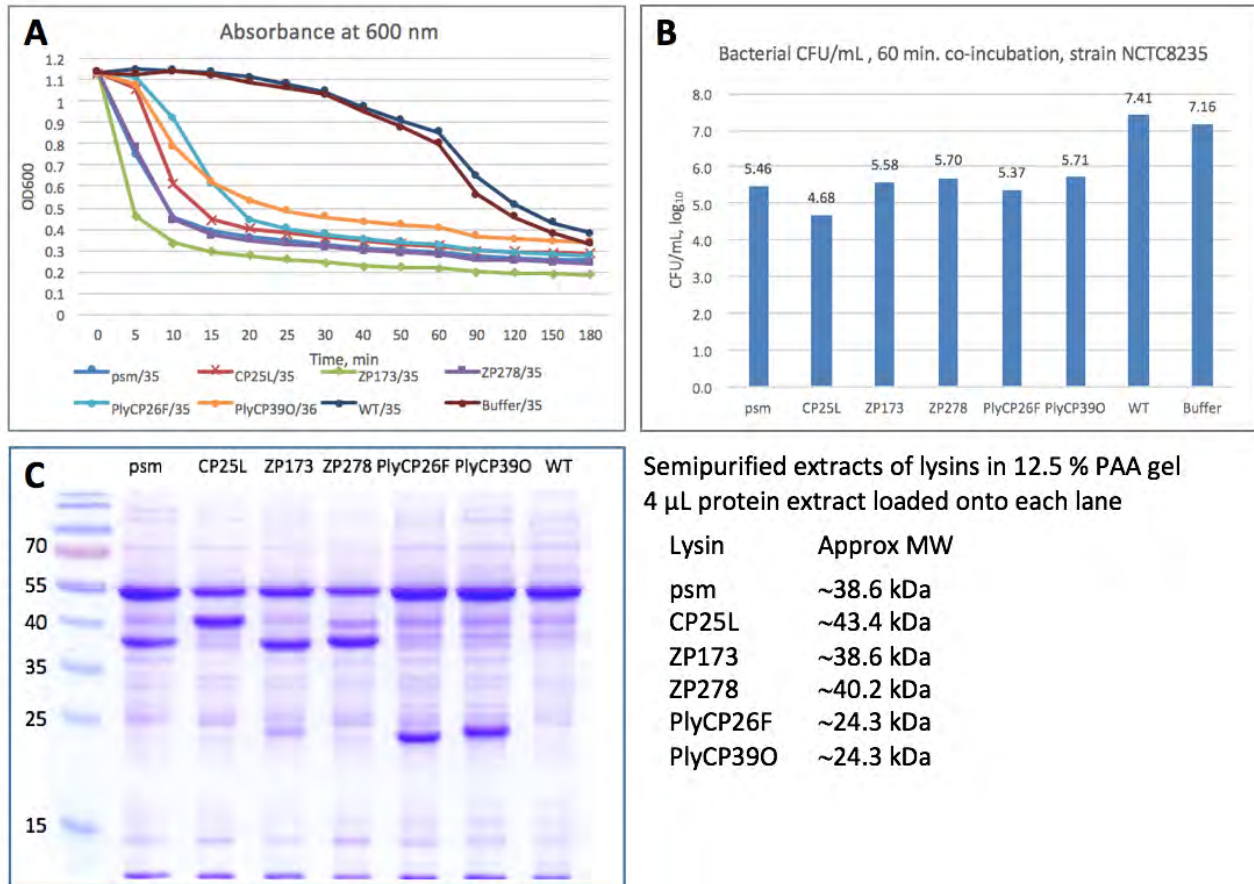 A
Absorbance at 600 nm
1.2
1.1
1
0.9
0.8
0.7
0.6
0.5
0.4
0.3
0.2
0.1
0
OD600
0 5 10 15 20 25 30 40 50 60 90 120 150 180
Time, min
psm/35 CP25L/35 ZP173/35 ZP278/35
PlyCP26F/35 PlyCP39O/36 WT/35 Buffer/35
B
Bacterial CFU/mL , 60 min. co-incubation, strain NCTC8235
8.0
7.0
6.0
5.0
4.0
3.0
2.0
1.0
0.0
CFU/mL, log10
5.46 4.68 5.58 5.70 5.37 5.71 7.41 7.16
psm CP25L ZP173 ZP278 PlyCP26F PlyCP39O WT Buffer
C
psm CP25L ZP173 ZP278 PlyCP26F PlyCP39O WT
70
55
40
35
25
15
Semipurified extracts of lysins in 12.5 % PAA gel
4 µL protein extract loaded onto each lane
Lysin Approx MW
psm ~38.6 kDa
CP25L ~43.4 kDa
ZP173 ~38.6 kDa
ZP278 ~40.2 kDa
PlyCP26F ~24.3 kDa
PlyCP39O ~24.3 kDa